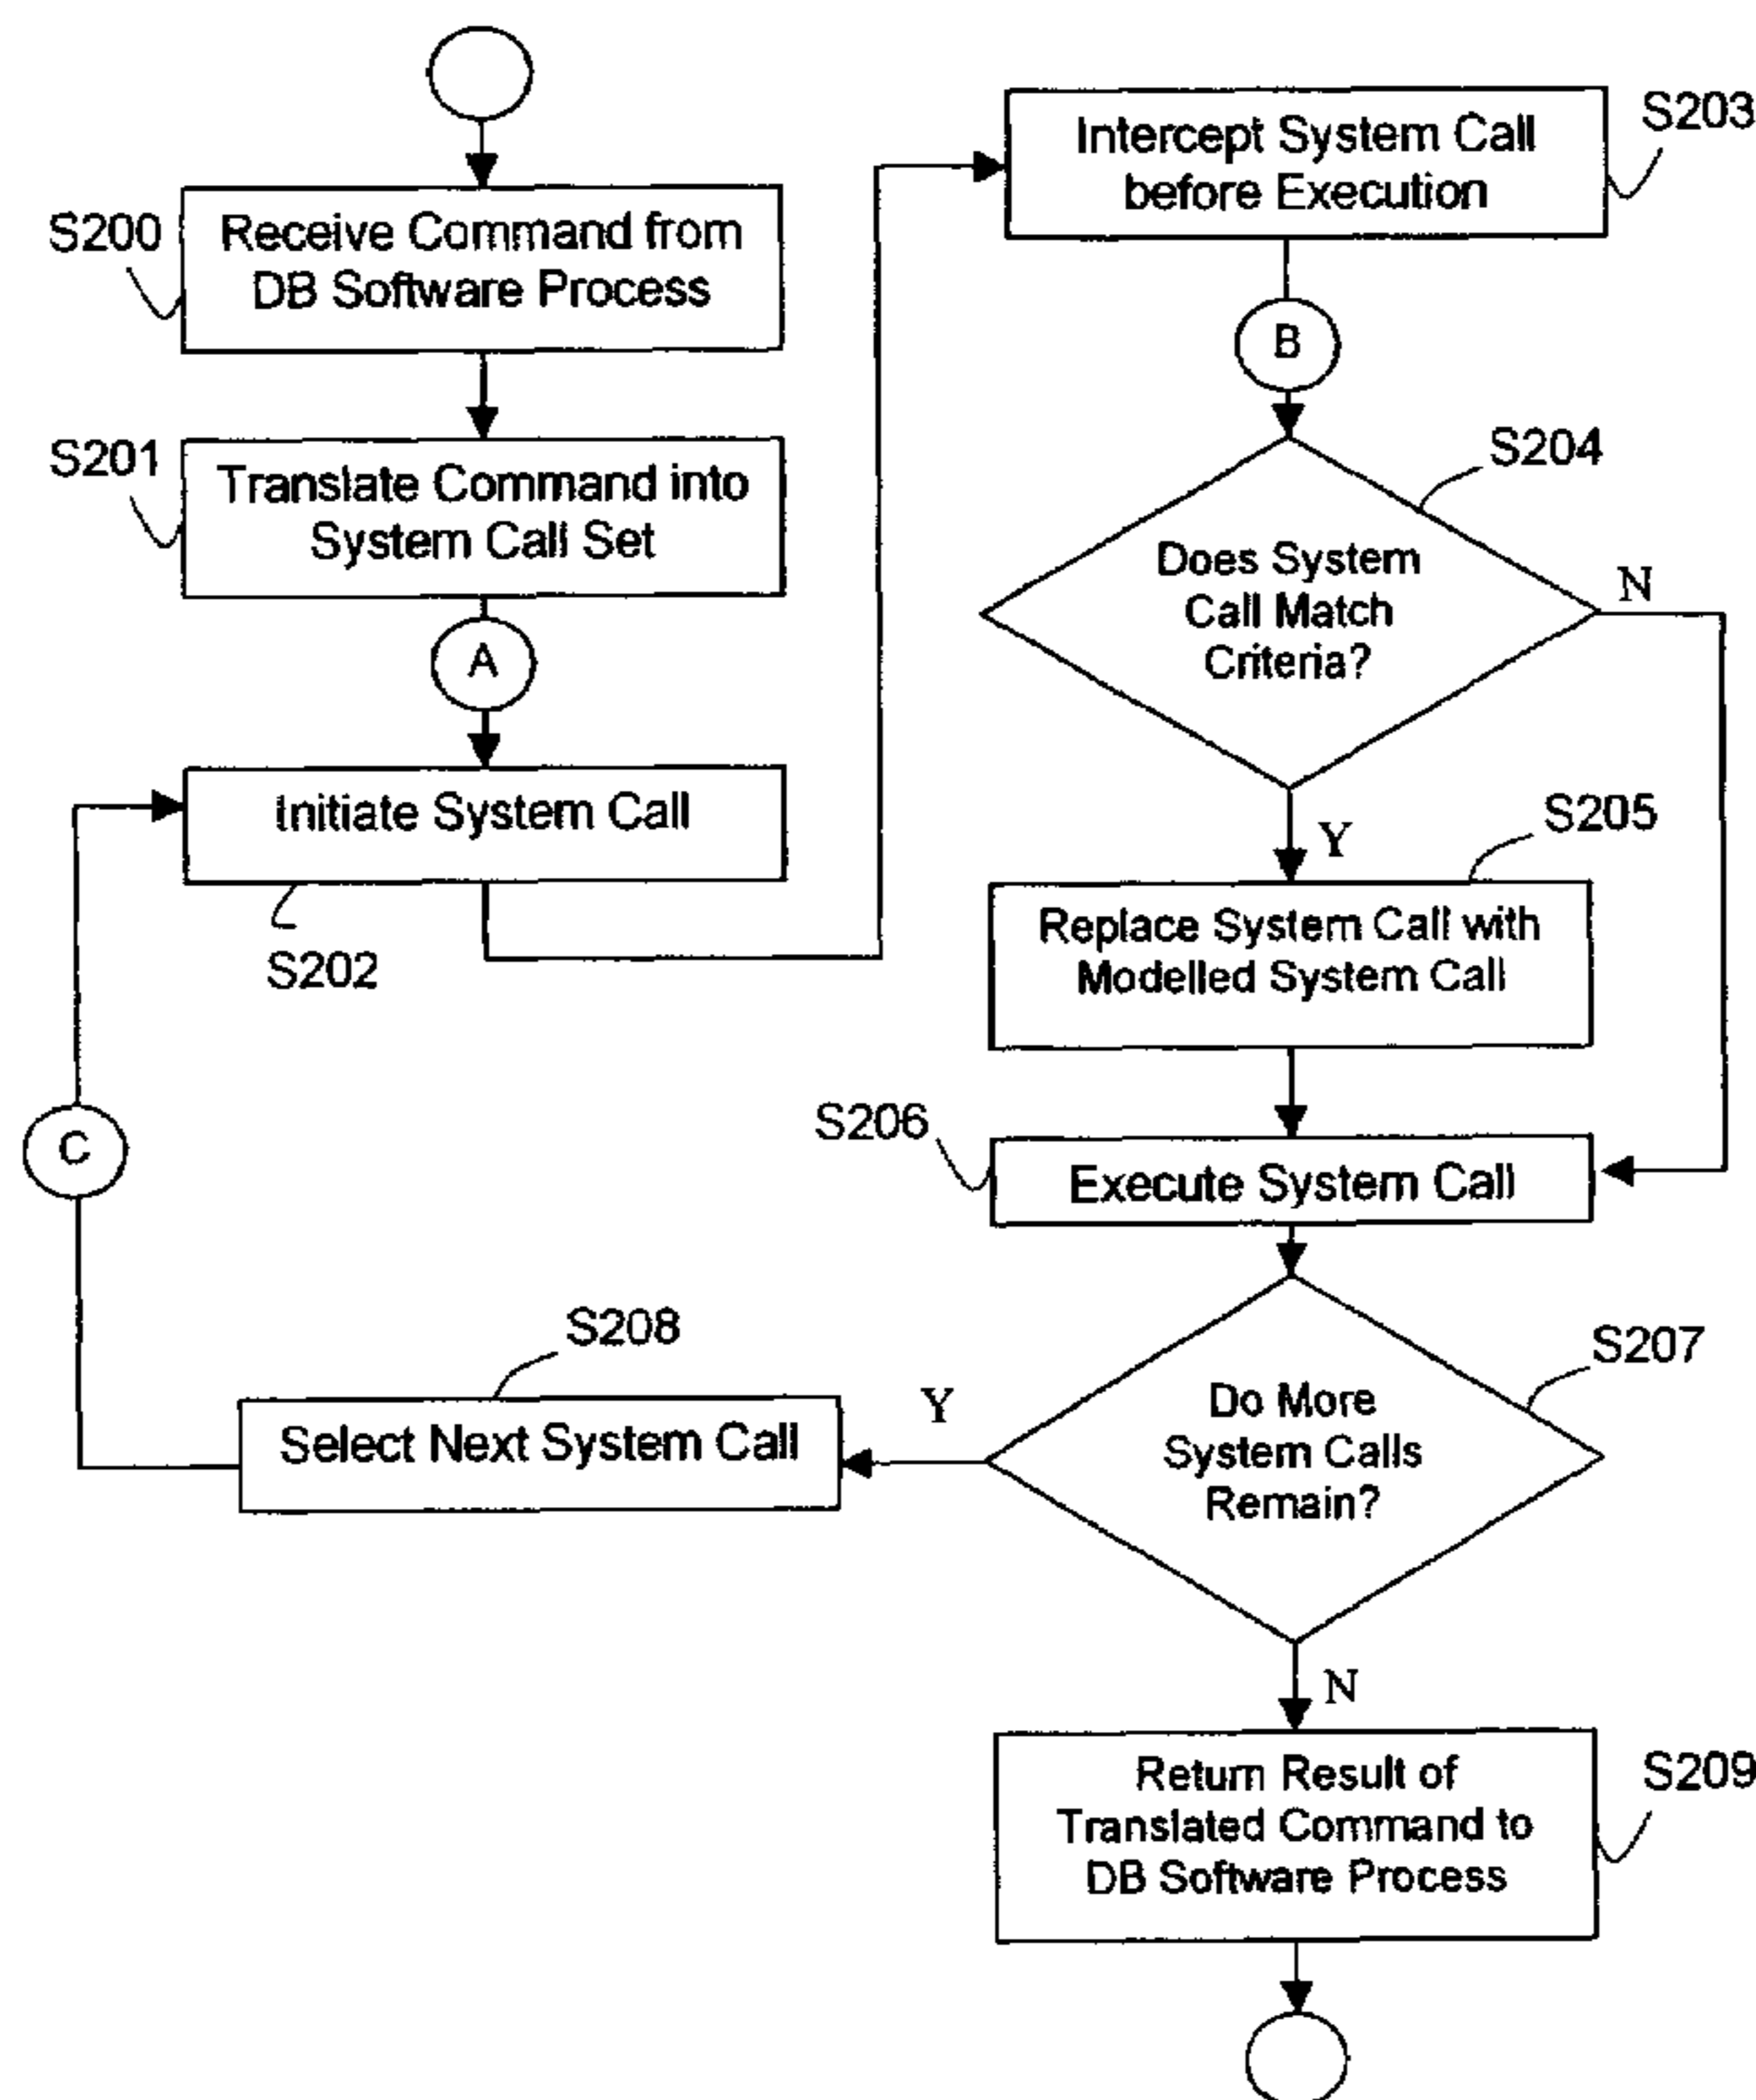 S200
Receive Command from
DB Software Process
S201
Translate Command into
System Call Set
A
Initiate System Call
S202
S203
Intercept System Call
before Execution
B
S204
Does System
Call Match
Criteria?
N
Y
S205
Replace System Call with
Modelled System Call
S206
Execute System Call
S207
Do More
System Calls
Remain?
Y
S208
Select Next System Call
C
N
S209
Return Result of
Translated Command to
DB Software Process